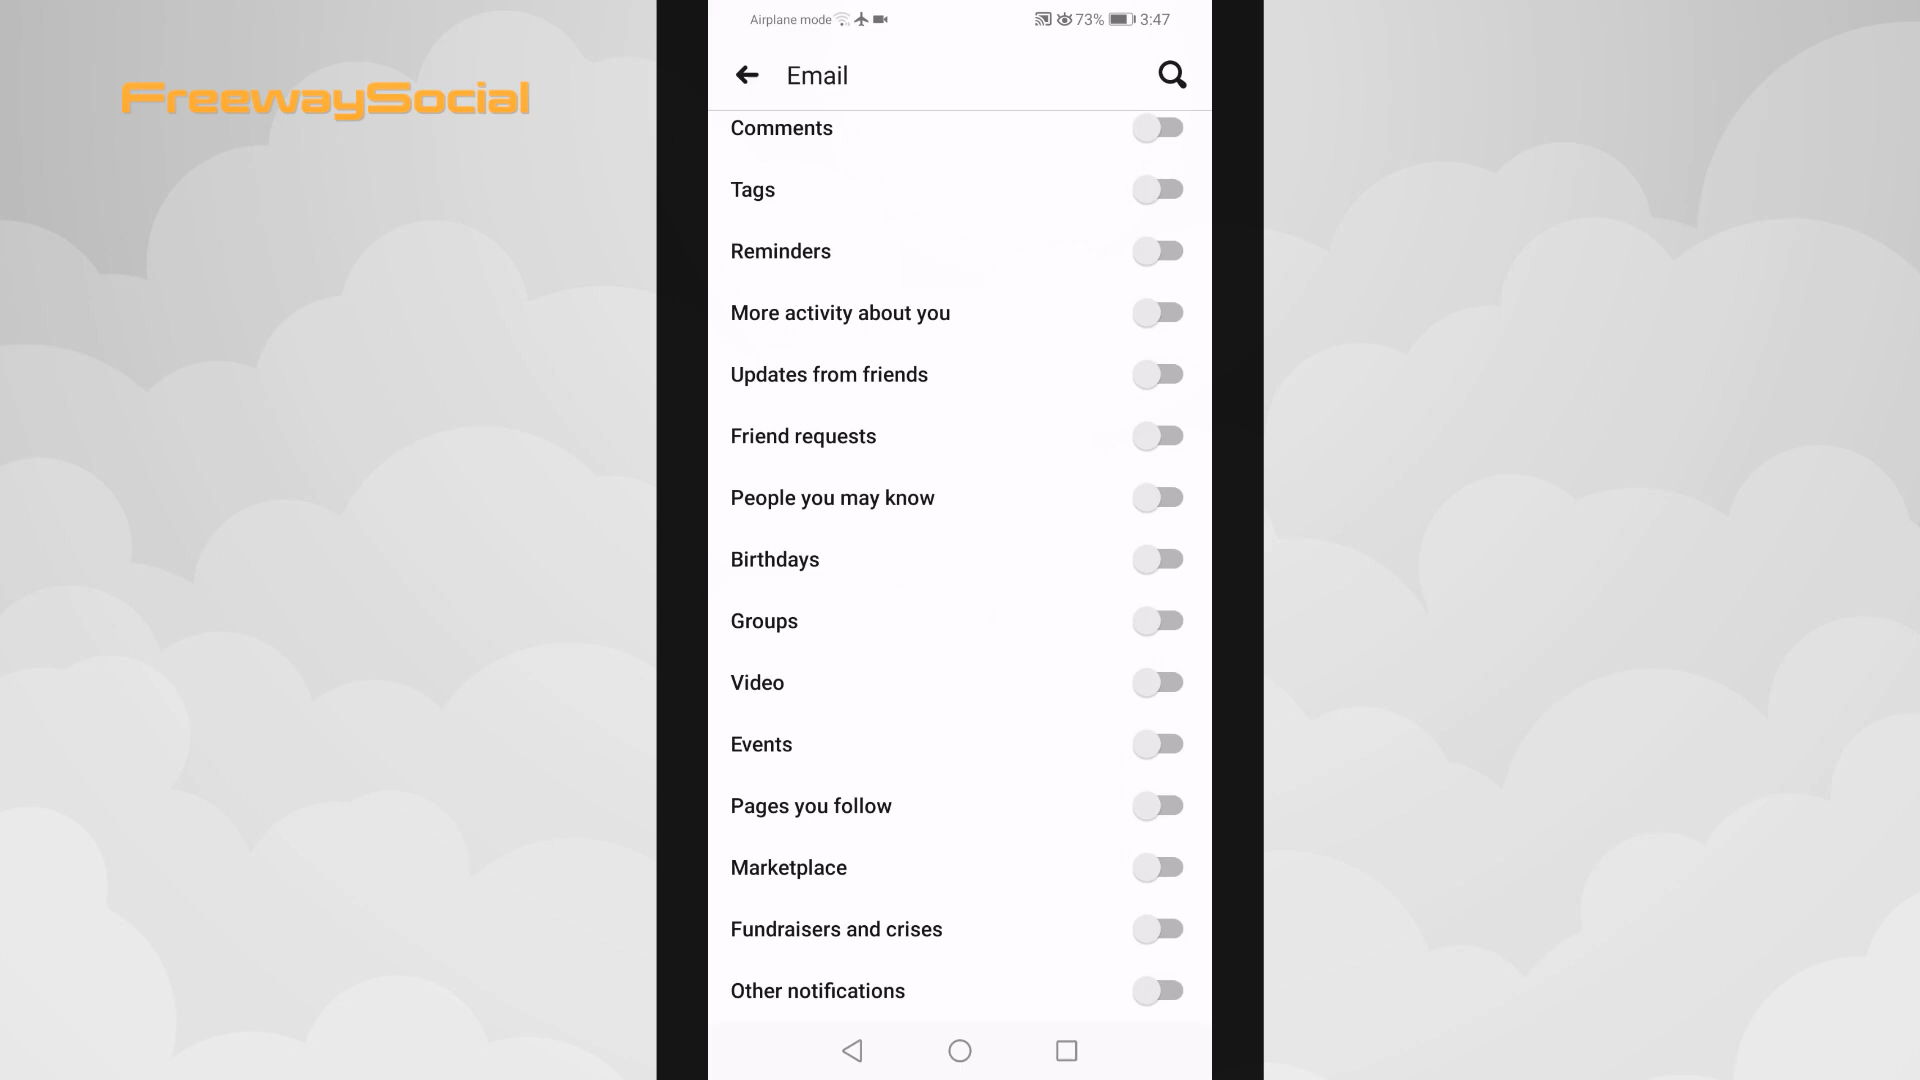 FreewaySocial
Airplane mode 73% 3:47
Email
Comments
Tags
Reminders
More activity about you
Updates from friends
Friend requests
People you may know
Birthdays
Groups
Video
Events
Pages you follow
Marketplace
Fundraisers and crises
Other notifications